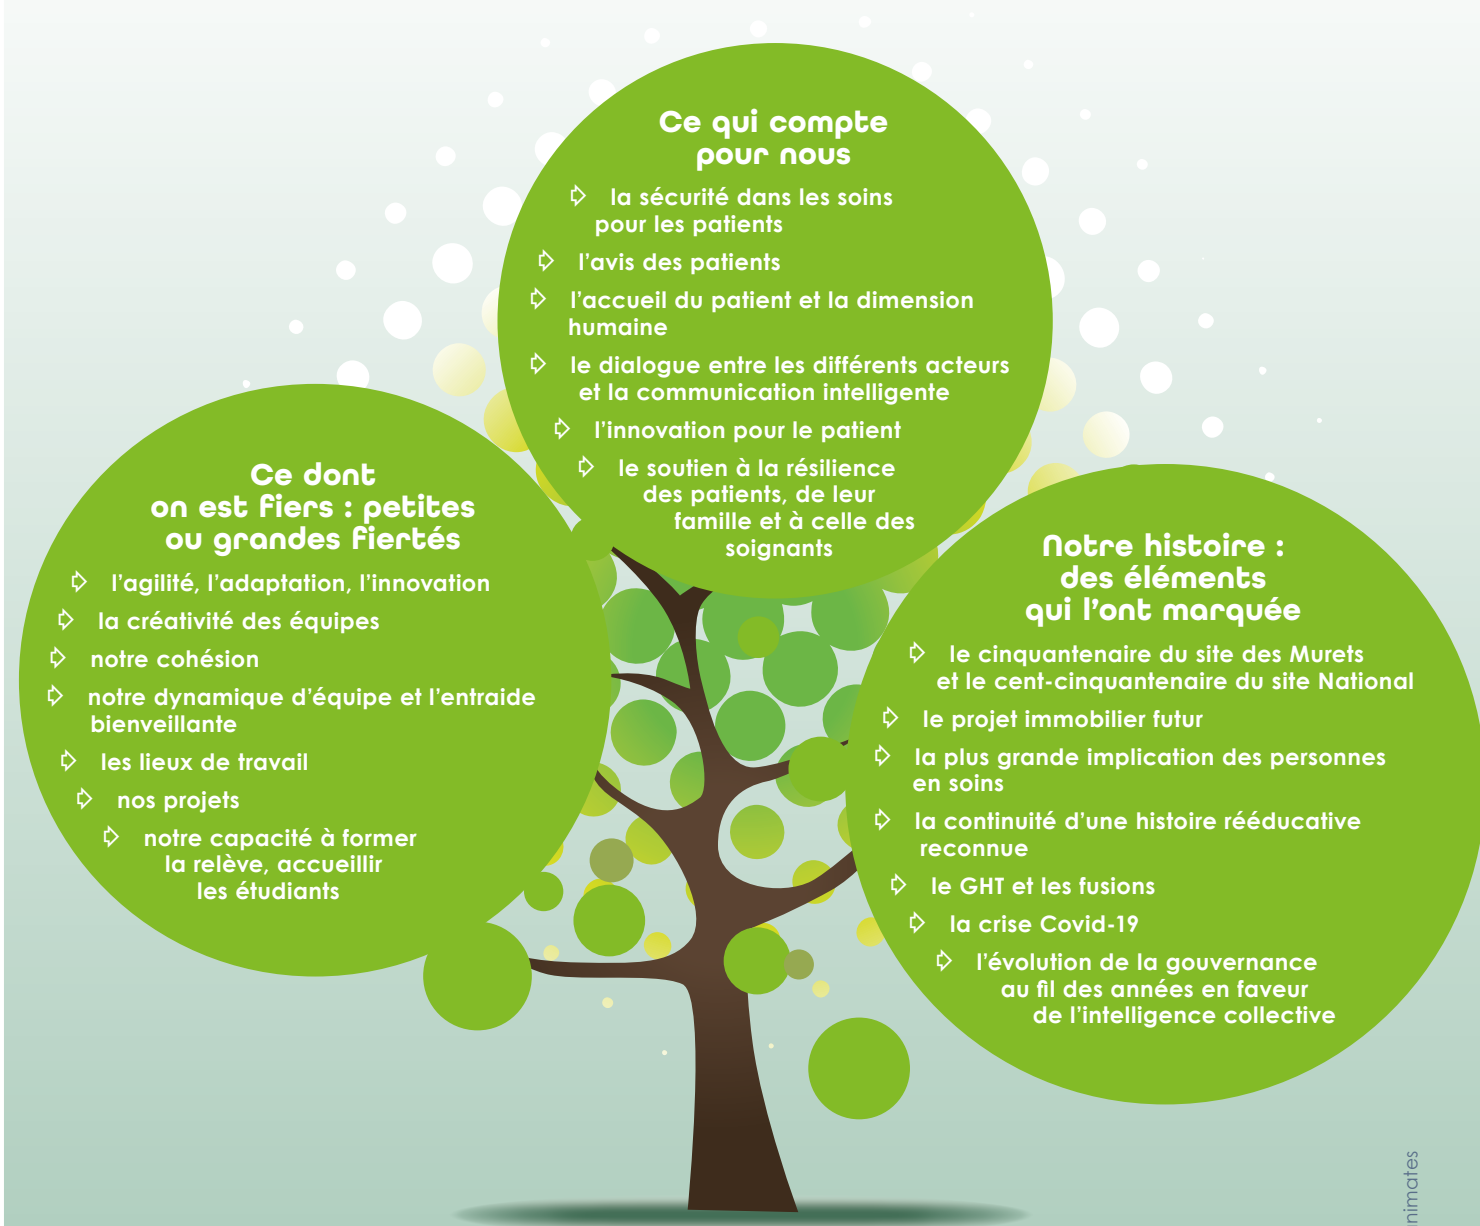 Ce qui compte
pour nous
la sécurité dans les soins
pour les patients
l'avis des patients
l'accueil du patient et la dimension
humaine
le dialogue entre les différents acteurs
et la communication intelligente
l'innovation pour le patient
le soutien à la résilience
des patients, de leur
famille et à celle des
soignants
Ce dont
on est fiers : petites
ou grandes fiertés
l'agilité, l'adaptation, l'innovation
la créativité des équipes
notre cohésion
notre dynamique d'équipe et l'entraide
bienveillante
les lieux de travail
nos projets
notre capacité à former
la relève, accueillir
les étudiants
Notre histoire :
des éléments
qui l'ont marquée
le cinquantenaire du site des Murets
et le cent-cinquantenaire du site National
le projet immobilier futur
la plus grande implication des personnes
en soins
la continuité d'une histoire rééducative
reconnue
le GHT et les fusions
la crise Covid-19
l'évolution de la gouvernance
au fil des années en faveur
de l'intelligence collective